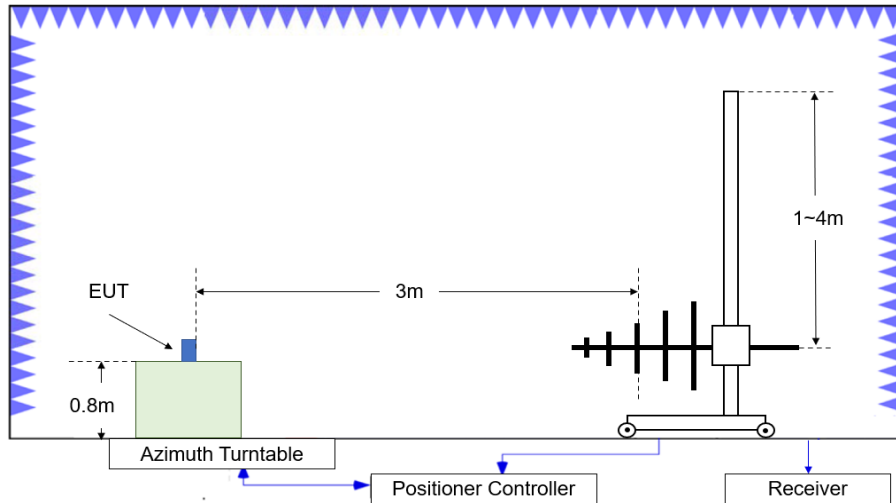 1~4m
3m
EUT
0.8m
Azimuth Turntable
Positioner Controller
Receiver